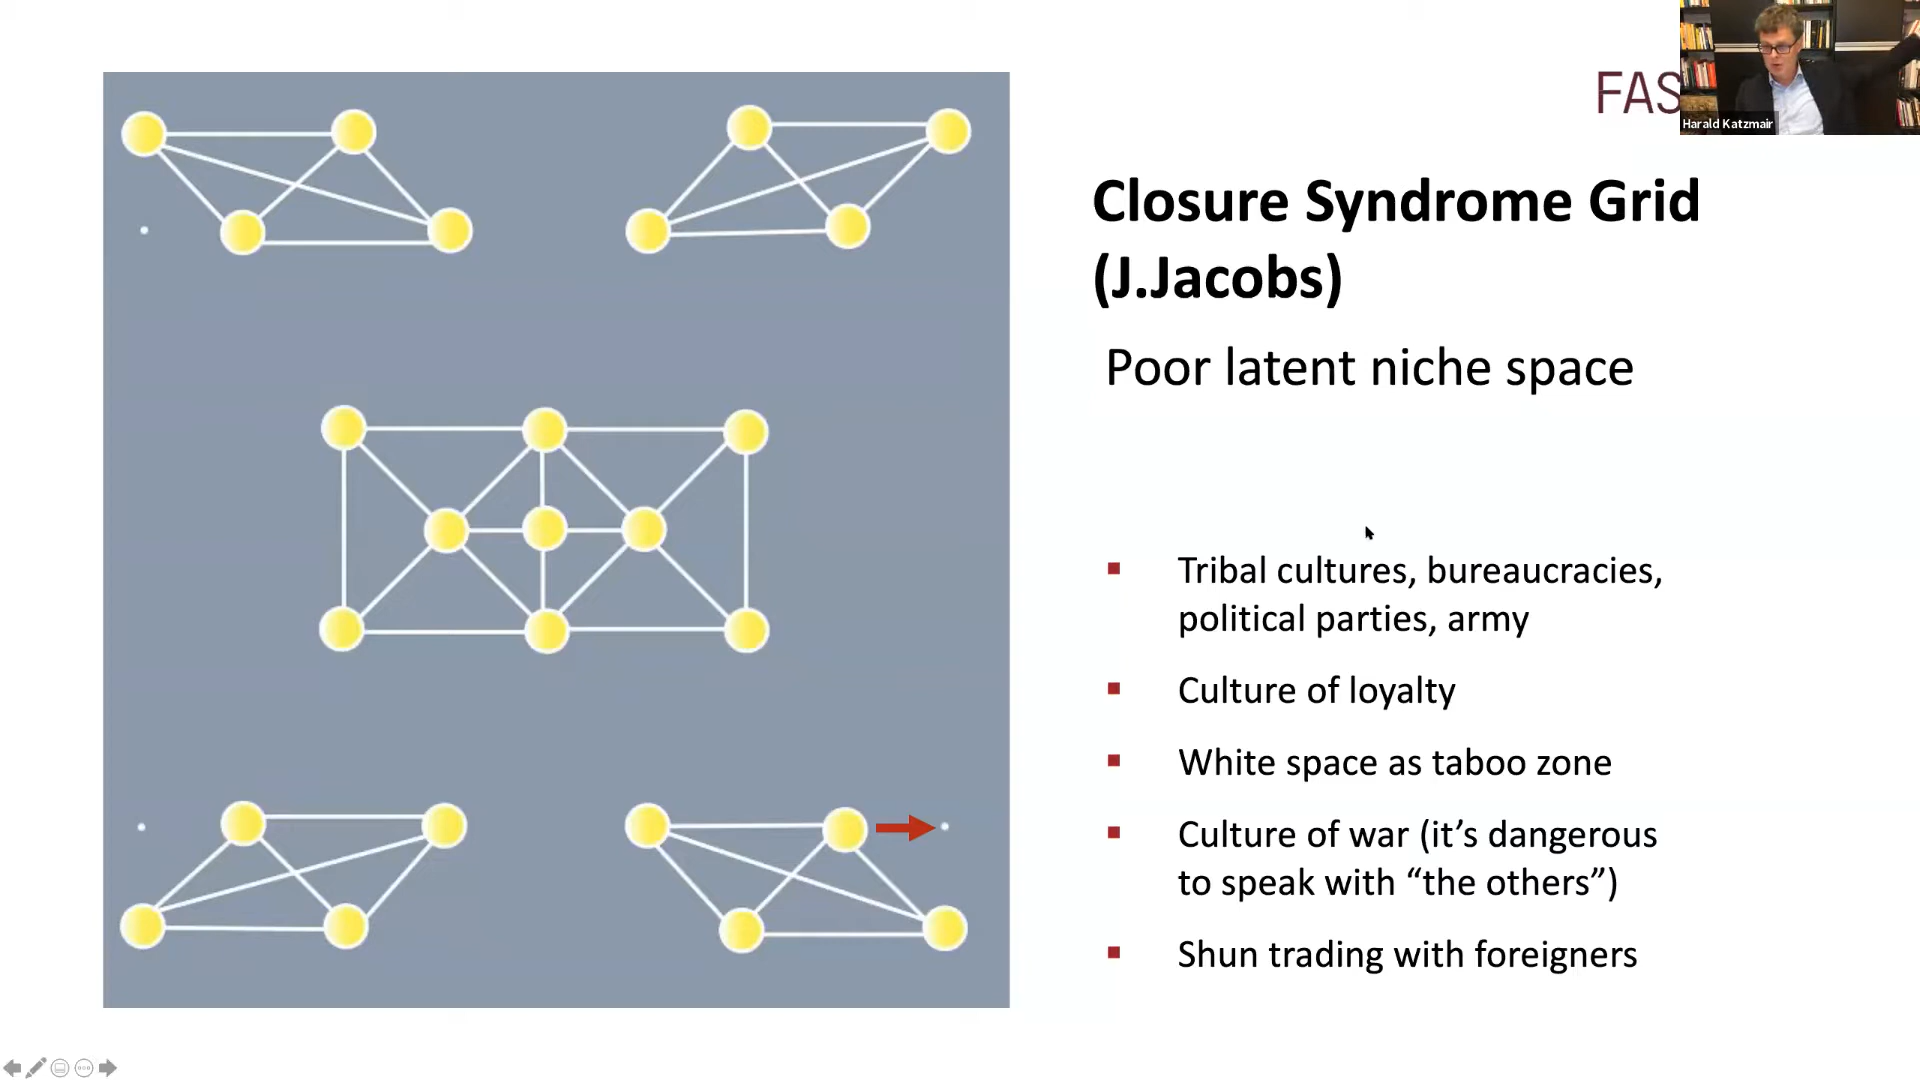 FAS
Harald Katzmair
Closure Syndrome Grid
(J.Jacobs)
Poor latent niche space
Tribal cultures, bureaucracies,
political parties, army
Culture of loyalty
White space as taboo zone
Culture of war (it’s dangerous
to speak with “the others”)
Shun trading with foreigners